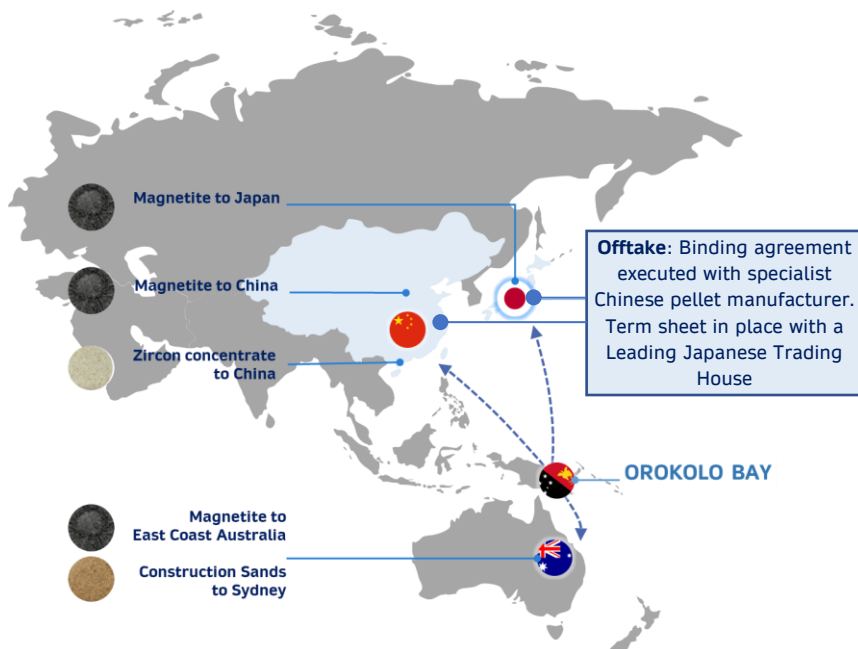 Magnetite to Japan
Magnetite to China
Zircon concentrate
to China
Offtake: Binding agreement
executed with specialist
Chinese pellet manufacturer.
Term sheet in place with a
Leading Japanese Trading
House
OROKOLO BAY
Magnetite to
East Coast Australia
Construction Sands
to Sydney